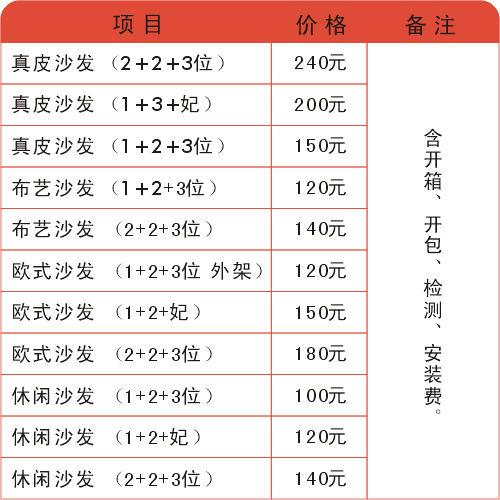 项目 价格 备注
真皮沙发（2+2+3位） 240元
真皮沙发（1+3+妃） 200元
真皮沙发（1+2+3位） 150元
布艺沙发（1+2+3位） 120元
布艺沙发（2+2+3位） 140元
欧式沙发（1+2+3位 外架） 120元
欧式沙发（1+2+妃） 150元
欧式沙发（2+2+3位） 180元
休闲沙发（1+2+3位） 100元
休闲沙发（1+2+妃） 120元
休闲沙发（2+2+3位） 140元
含开箱、开包、检测、安装费。